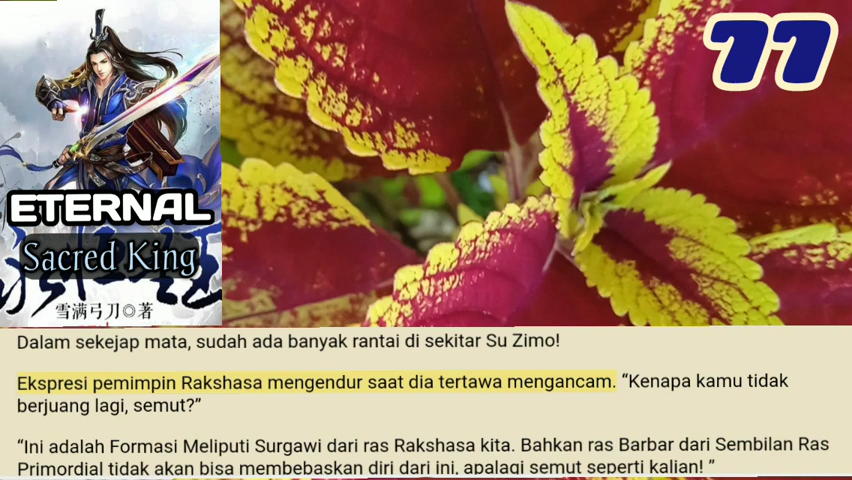 77
ETERNAL
Sacred King
雪满弓刀◎著
Dalam sekejap mata, sudah ada banyak rantai di sekitar Su Zimo!
Ekspresi pemimpin Rakshasa mengendur saat dia tertawa mengancam. “Kenapa kamu tidak
berjuang lagi, semut?”
“Ini adalah Formasi Meliputi Surgawi dari ras Rakshasa kita. Bahkan ras Barbar dari Sembilan Ras
Primordial tidak akan bisa membebaskan diri dari ini, apalagi semut seperti kalian! ”